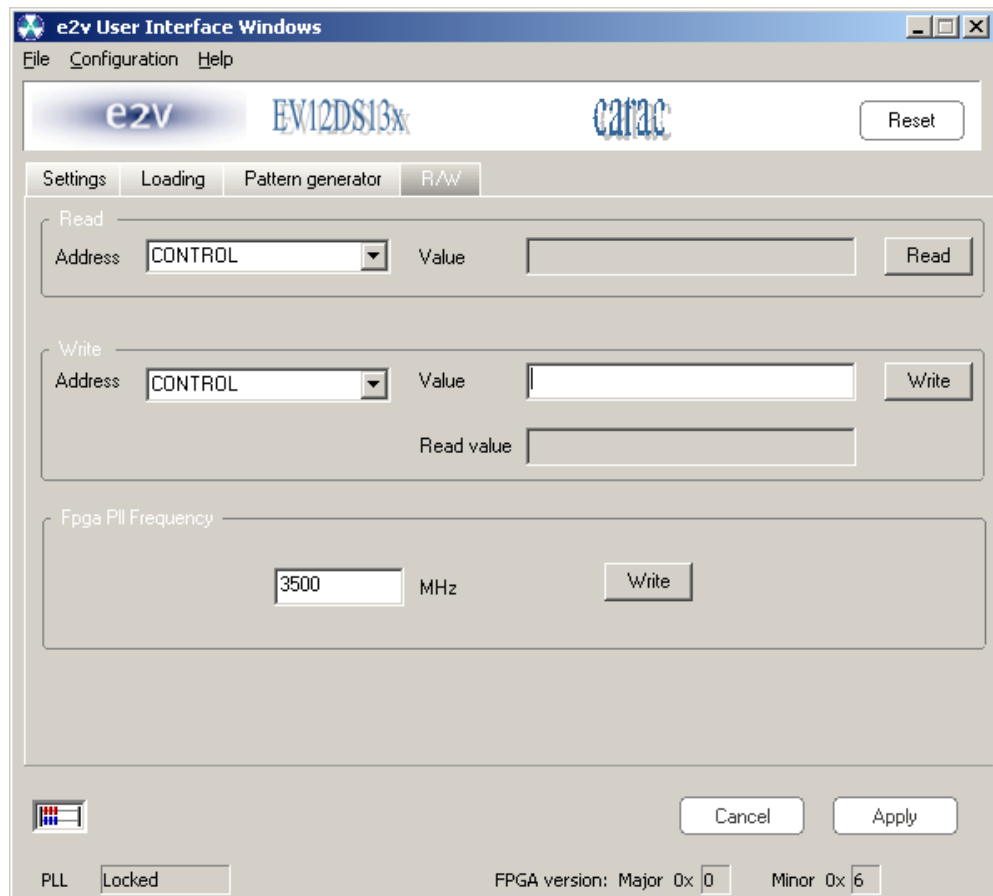 e2v User Interface Windows
File Configuration Help
e2v EV12DS13x carac Reset
Settings Loading Pattern generator R/W
Read
Address CONTROL Value Read
Write
Address CONTROL Value Write
Read value
Fpga Pll Frequency
3500 MHz Write
Cancel Apply
PLL Locked FPGA version: Major 0x 0 Minor 0x 6